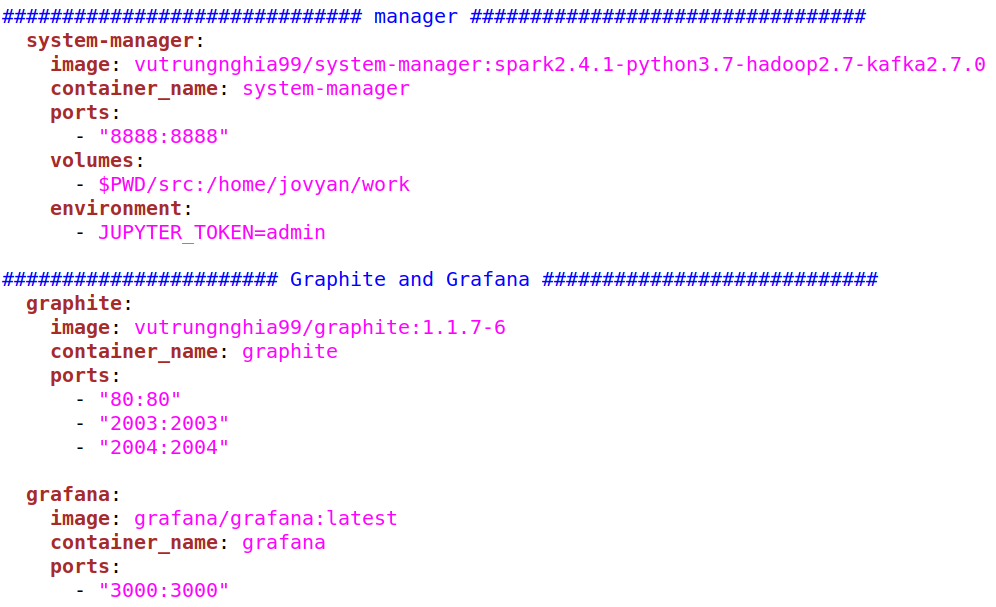 ############################## manager #################################
  system-manager:
    image: vutrungnghia99/system-manager:spark2.4.1-python3.7-hadoop2.7-kafka2.7.0
    container_name: system-manager
    ports:
      - "8888:8888"
    volumes:
      - $PWD/src:/home/jovyan/work
    environment:
      - JUPYTER_TOKEN=admin

####################### Graphite and Grafana ############################
  graphite:
    image: vutrungnghia99/graphite:1.1.7-6
    container_name: graphite
    ports:
      - "80:80"
      - "2003:2003"
      - "2004:2004"

  grafana:
    image: grafana/grafana:latest
    container_name: grafana
    ports:
      - "3000:3000"